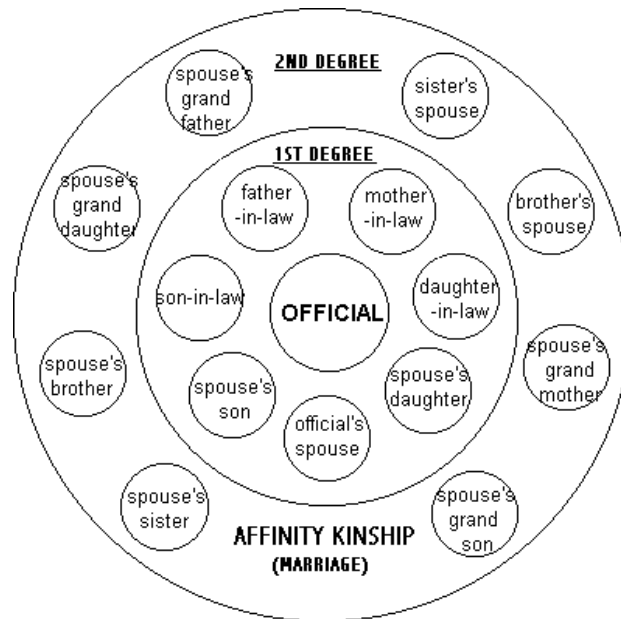 2ND DEGREE
spouse's
grand
father
sister's
spouse
1ST DEGREE
father
-in-law
mother
-in-law
spouse's
grand
daughter
brother's
spouse
son-in-law
OFFICIAL
daughter
-in-law
spouse's
brother
spouse's
son
spouse's
daughter
spouse's
grand
mother
official's
spouse
spouse's
sister
spouse's
grand
son
AFFINITY KINSHIP
(MARRIAGE)